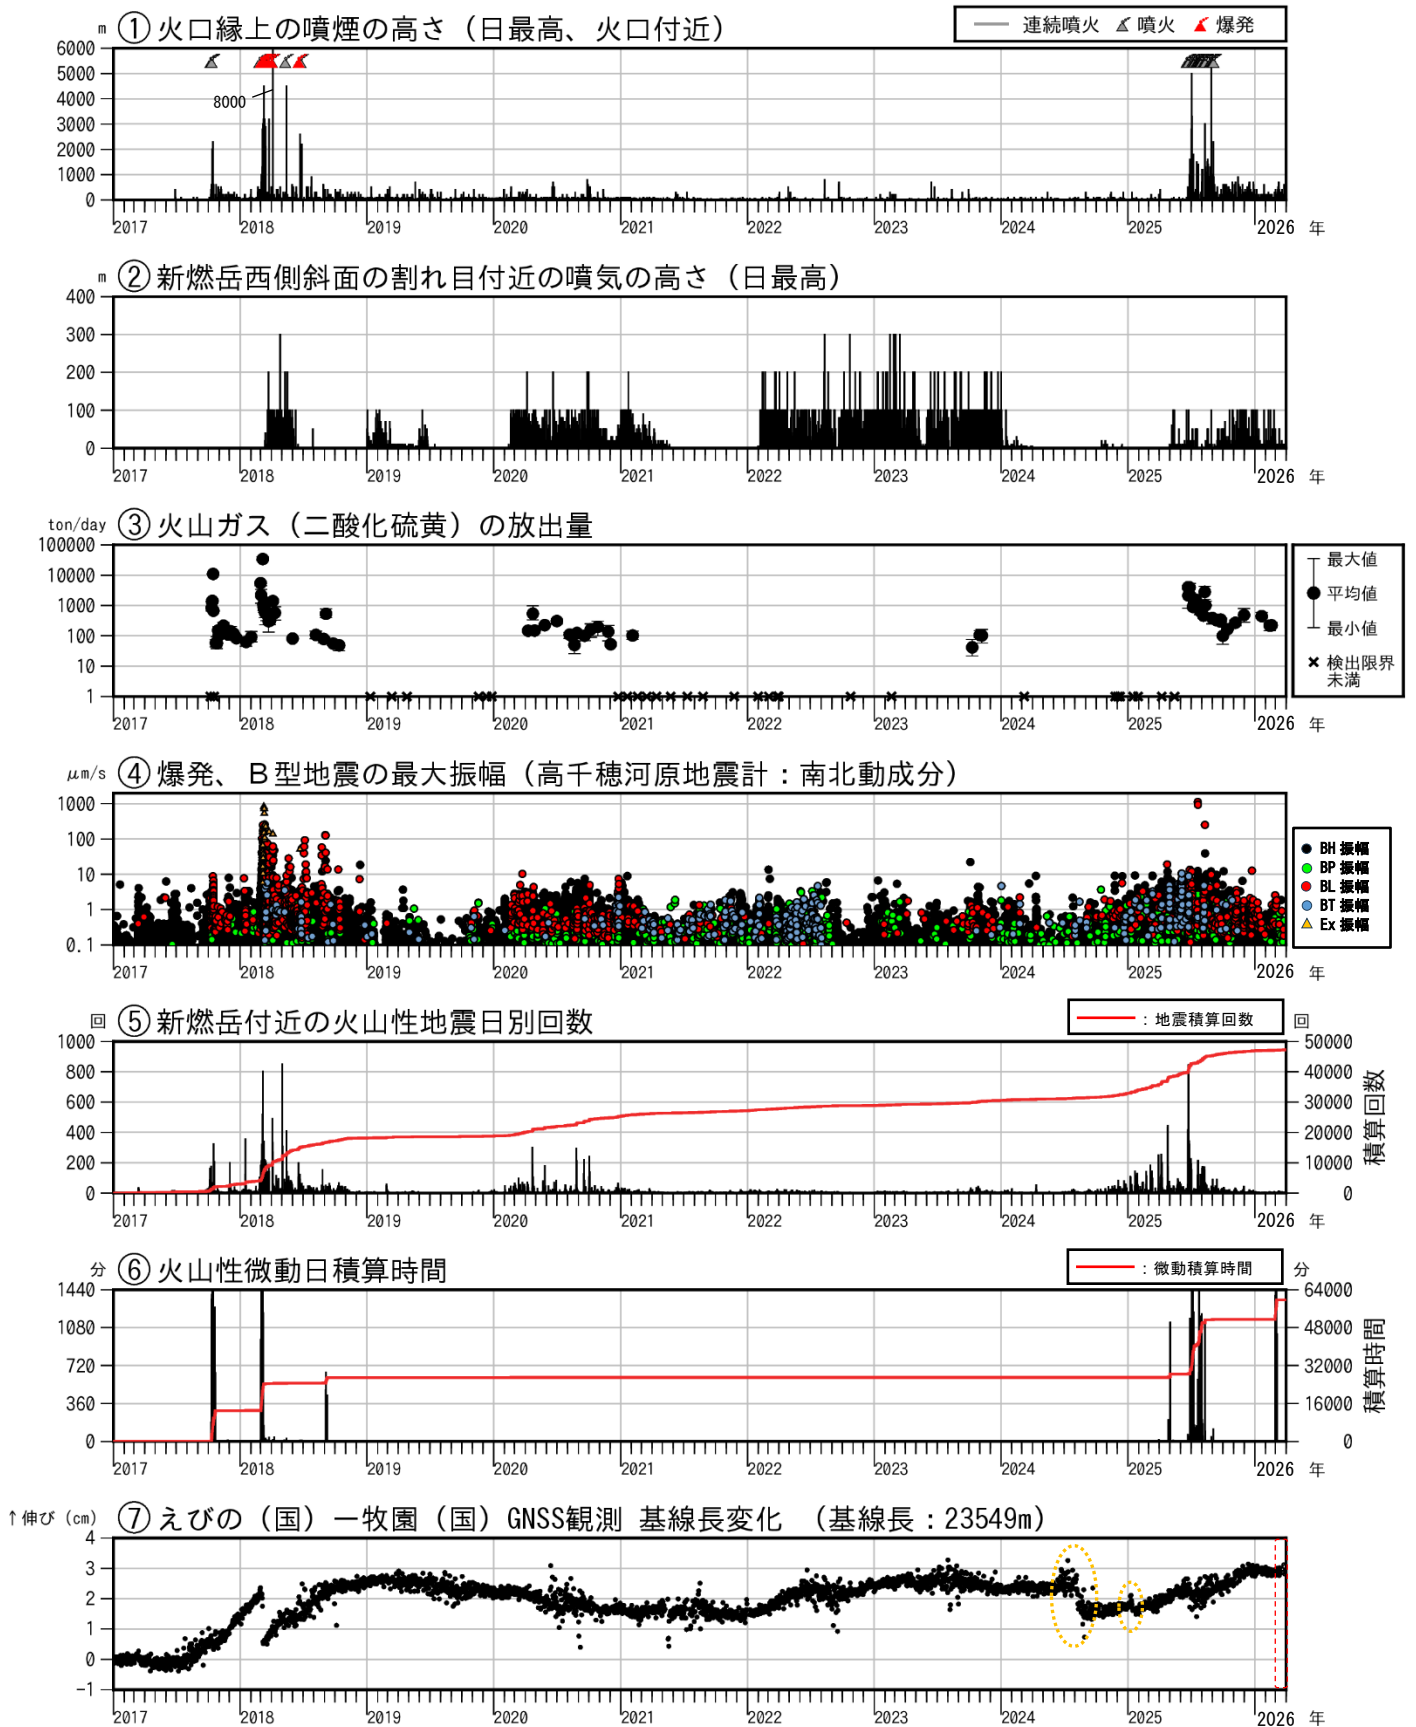 m ①火口縁上の噴煙の高さ（日最高、火口付近）
連続噴火 噴火 爆発
6000
5000
4000
3000
2000
1000
0
8000
2017 2018 2019 2020 2021 2022 2023 2024 2025 2026 年
m ②新燃岳西側斜面の割れ目付近の噴気の高さ（日最高）
400
300
200
100
0
2017 2018 2019 2020 2021 2022 2023 2024 2025 2026 年
ton/day ③火山ガス（二酸化硫黄）の放出量
100000
10000
1000
100
10
1
最大値
平均値
最小値
検出限界
未満
2017 2018 2019 2020 2021 2022 2023 2024 2025 2026 年
μm/s ④爆発、Ｂ型地震の最大振幅（高千穂河原地震計：南北動成分）
1000
100
10
1
0.1
BH 振幅
BP 振幅
BL 振幅
BT 振幅
Ex 振幅
2017 2018 2019 2020 2021 2022 2023 2024 2025 2026 年
回 ⑤新燃岳付近の火山性地震日別回数
：地震積算回数 回
1000 50000
800 40000
600 30000
400 20000
200 10000
0 0
積算回数
2017 2018 2019 2020 2021 2022 2023 2024 2025 2026 年
分 ⑥火山性微動日積算時間
：微動積算時間 分
1440 64000
1080 48000
720 32000
360 16000
0 0
積算時間
2017 2018 2019 2020 2021 2022 2023 2024 2025 2026 年
↑伸び（cm） ⑦えびの（国）－牧園（国）GNSS観測 基線長変化 （基線長：23549m）
4
3
2
1
0
-1
2017 2018 2019 2020 2021 2022 2023 2024 2025 2026 年